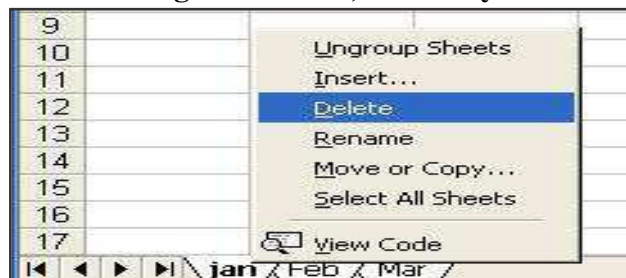 9
10
11
12
13
14
15
16
17
Ungroup Sheets
Insert...
Delete
Rename
Move or Copy...
Select All Sheets
View Code
jan / Feb / Mar /